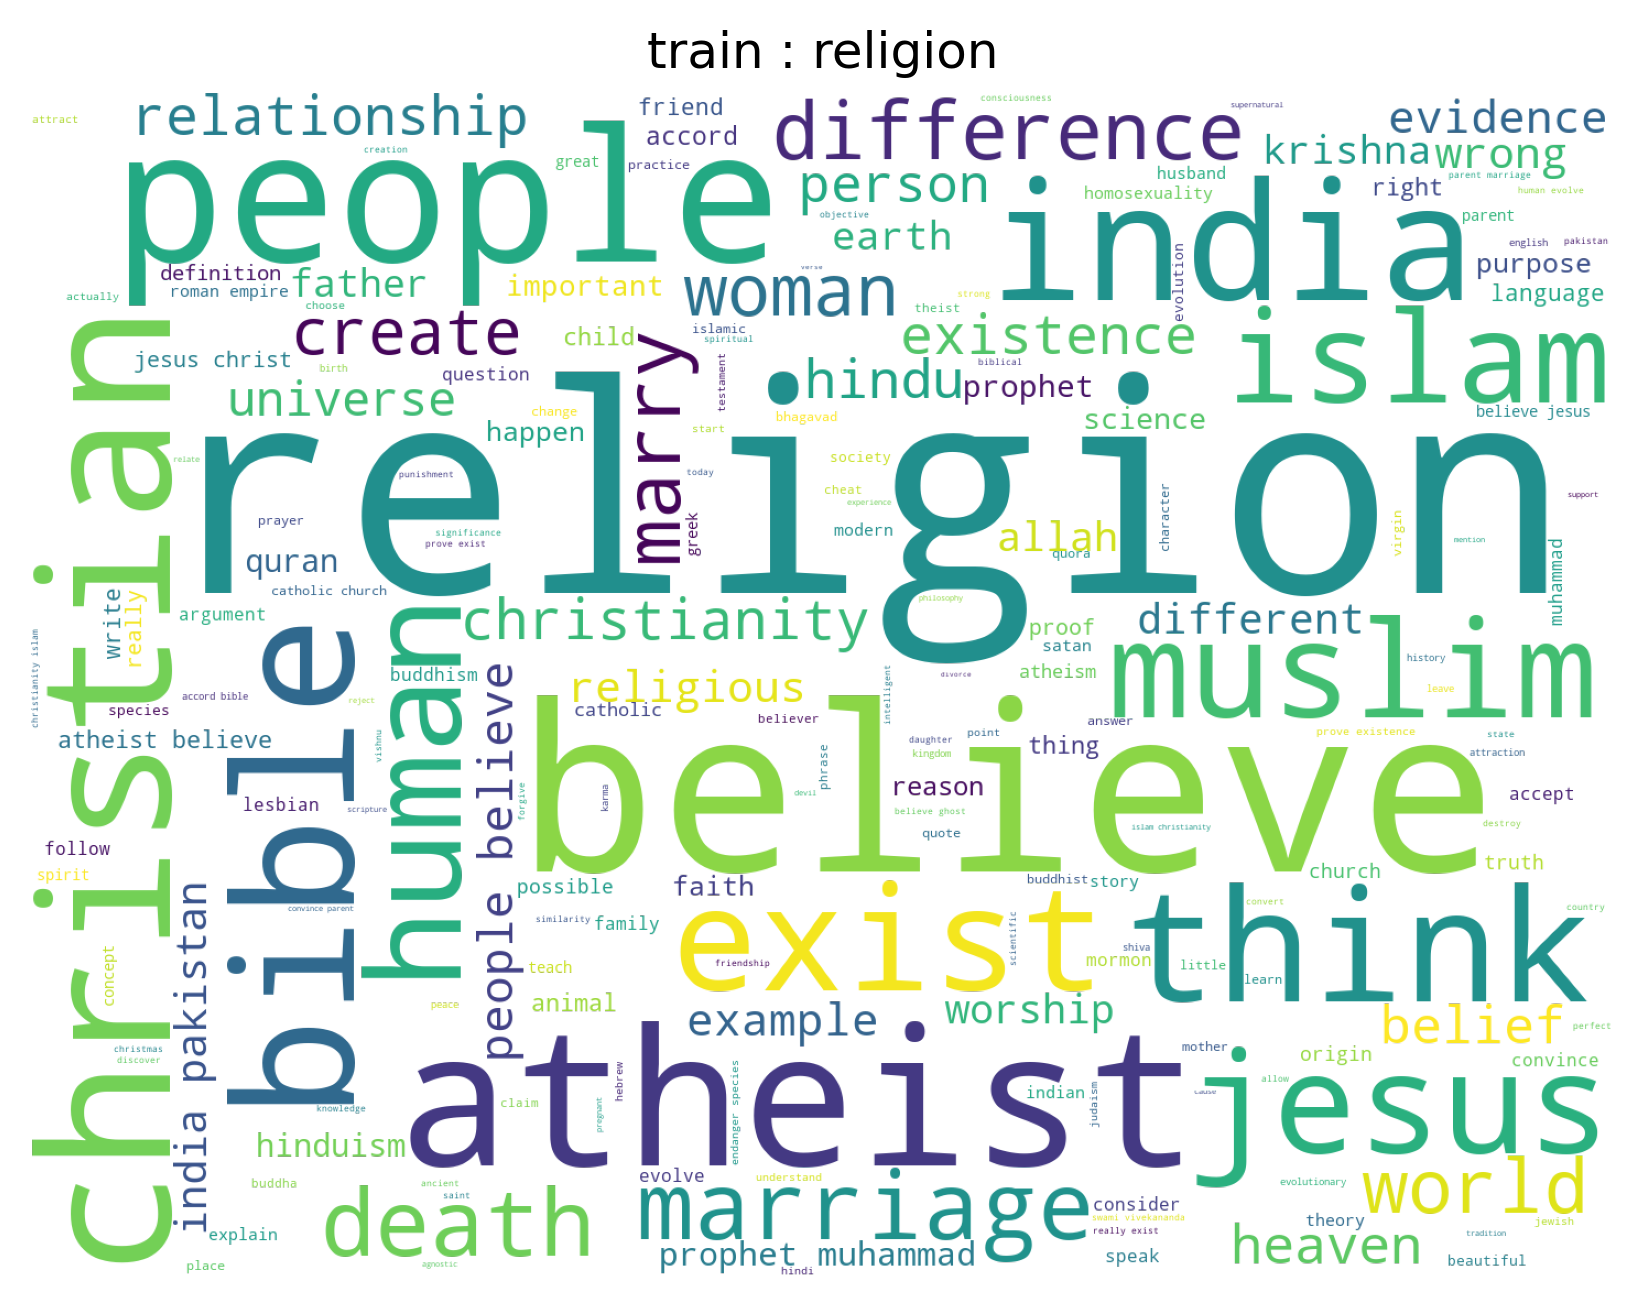 train : religion
attract
relationship
friend
difference
consciousness
supernatural
evidence
accord
creation
people
great
practice
krishna
wrong
person
husband
parent marriage
homosexuality
right
human evolve
objective
india
parent
earth
english
pakistan
definition
father
important
woman
verse
evolution
purpose
roman empire
language
actually
choose
strong
theist
create
child
islamic
spiritual
existence
islam
jesus christ
birth
question
marry
testament
hindu
biblical
prophet
universe
change
bhagavad
science
believe jesus
happen
start
christian
religion
relate
punishment
today
society
cheat
experience
character
support
prayer
greek
modern
allah
virgin
significance
prove exist
quora
mention
muhammad
quran
catholic church
philosophy
write
really
argument
human
christianity
proof
different
satan
christianity islam
bible
buddhism
people believe
religious
divorce
atheism
muslim
history
accord bible
reject
intelligent
leave
species
catholic
believer
answer
atheist believe
vishnu
believe
phrase
daughter
point
thing
prove existence
state
kingdom
attraction
lesbian
scripture
forgive
karma
devil
reason
believe ghost
accept
quote
islam christianity
destroy
follow
spirit
truth
india pakistan
convince parent
possible
faith
buddhist
story
church
similarity
family
exist
scientific
think
convert
country
shiva
concept
teach
friendship
mormon
little
learn
peace
animal
example
worship
belief
perfect
christmas
discover
atheist
mother
origin
convince
hebrew
endanger species
indian
judaism
cause
allow
jesus
knowledge
claim
pregnant
hinduism
buddha
ancient
saint
evolve
understand
evolutionary
world
death
marriage
consider
swami vivekananda
really exist
theory
jewish
explain
tradition
place
agnostic
prophet muhammad
hindi
speak
heaven
beautiful